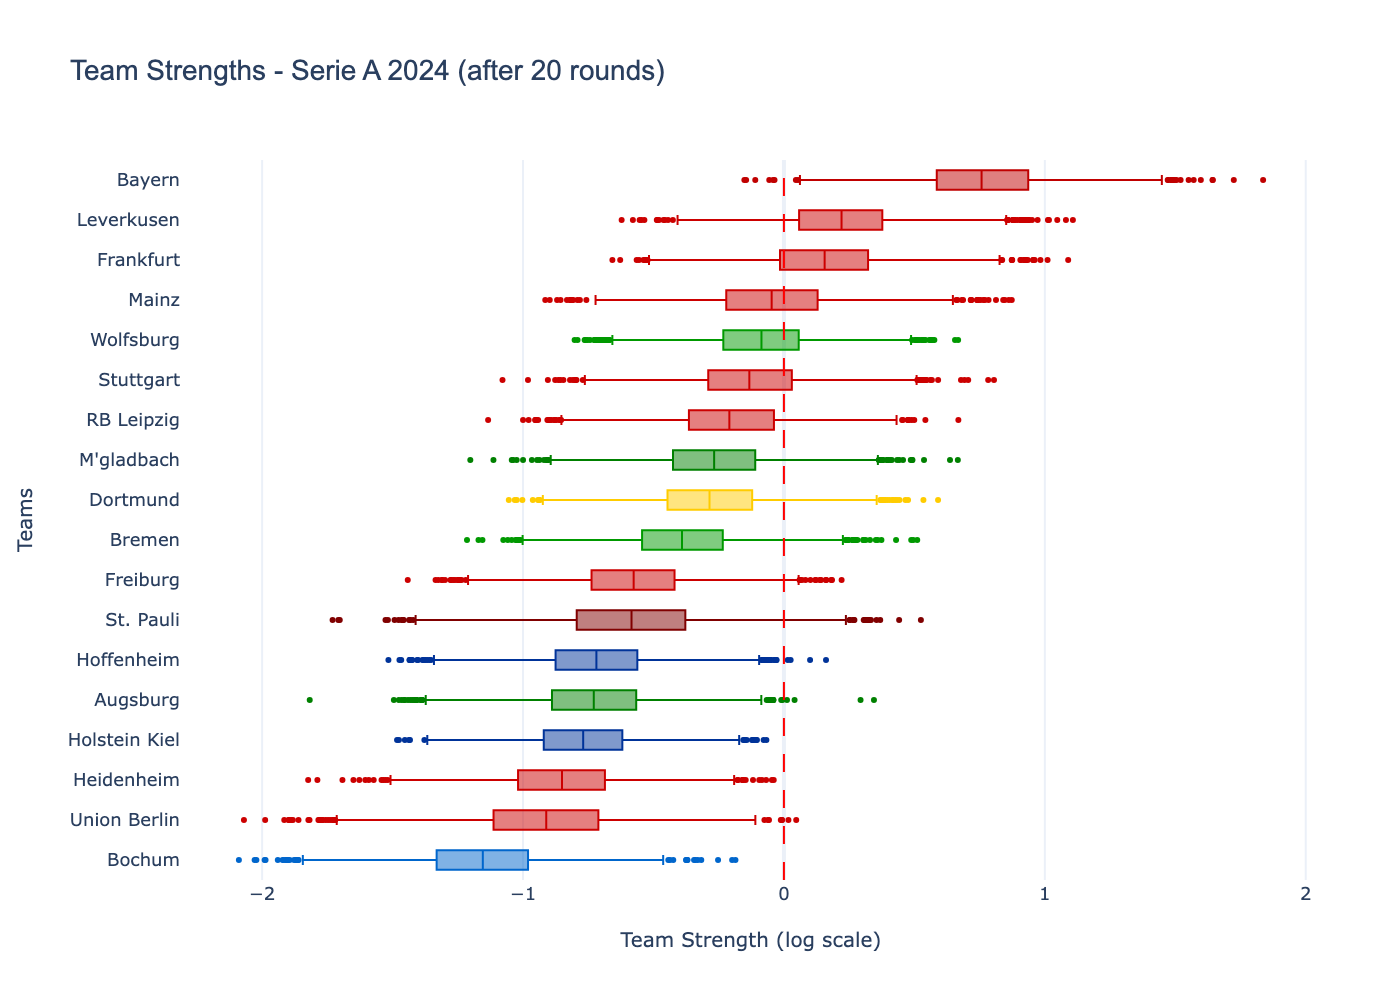 Team Strengths - Serie A 2024 (after 20 rounds)
Teams
Bayern
Leverkusen
Frankfurt
Mainz
Wolfsburg
Stuttgart
RB Leipzig
M'gladbach
Dortmund
Bremen
Freiburg
St. Pauli
Hoffenheim
Augsburg
Holstein Kiel
Heidenheim
Union Berlin
Bochum
−2 −1 0 1 2
Team Strength (log scale)